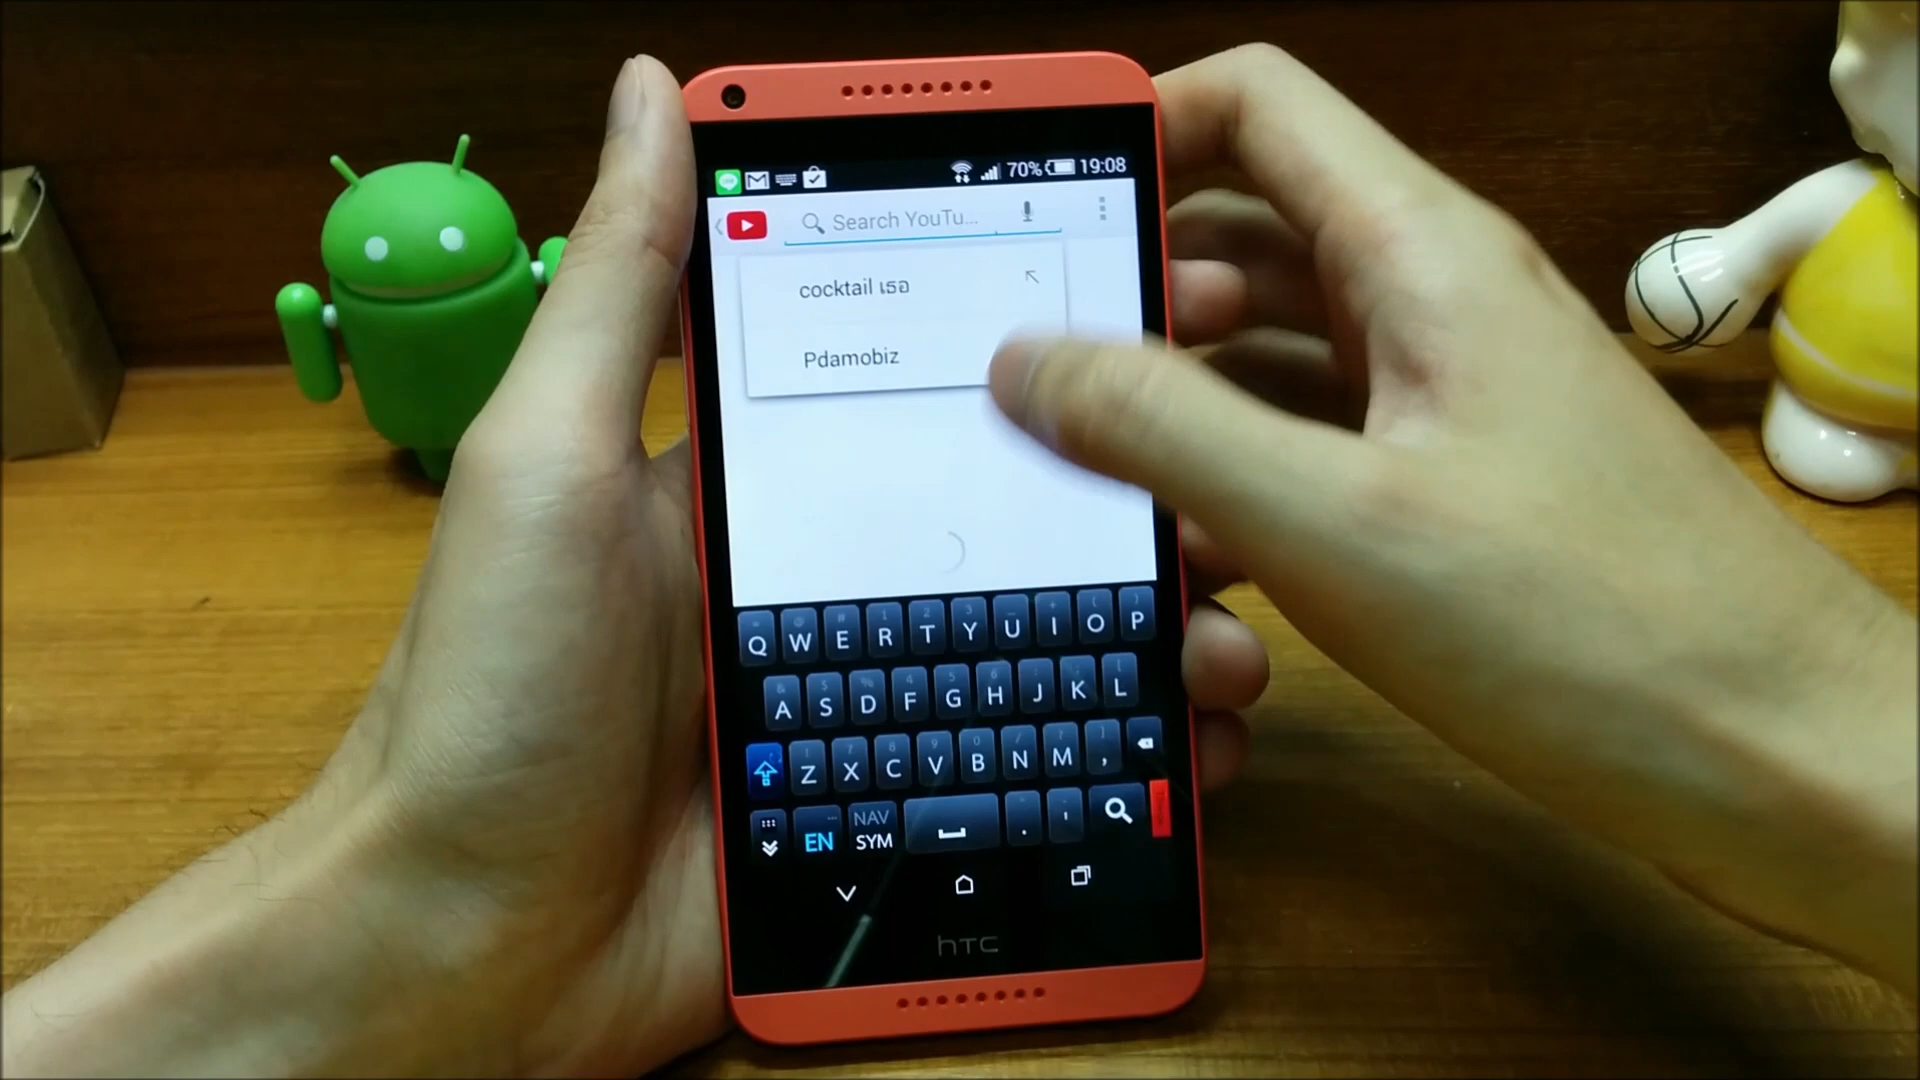 70% 19:08
Search YouTu...
cocktail เธอ
Pdamobiz
Q W E R T Y U I O P
A S D F G H J K L
Z X C V B N M ,
EN NAV SYM . '
hTC